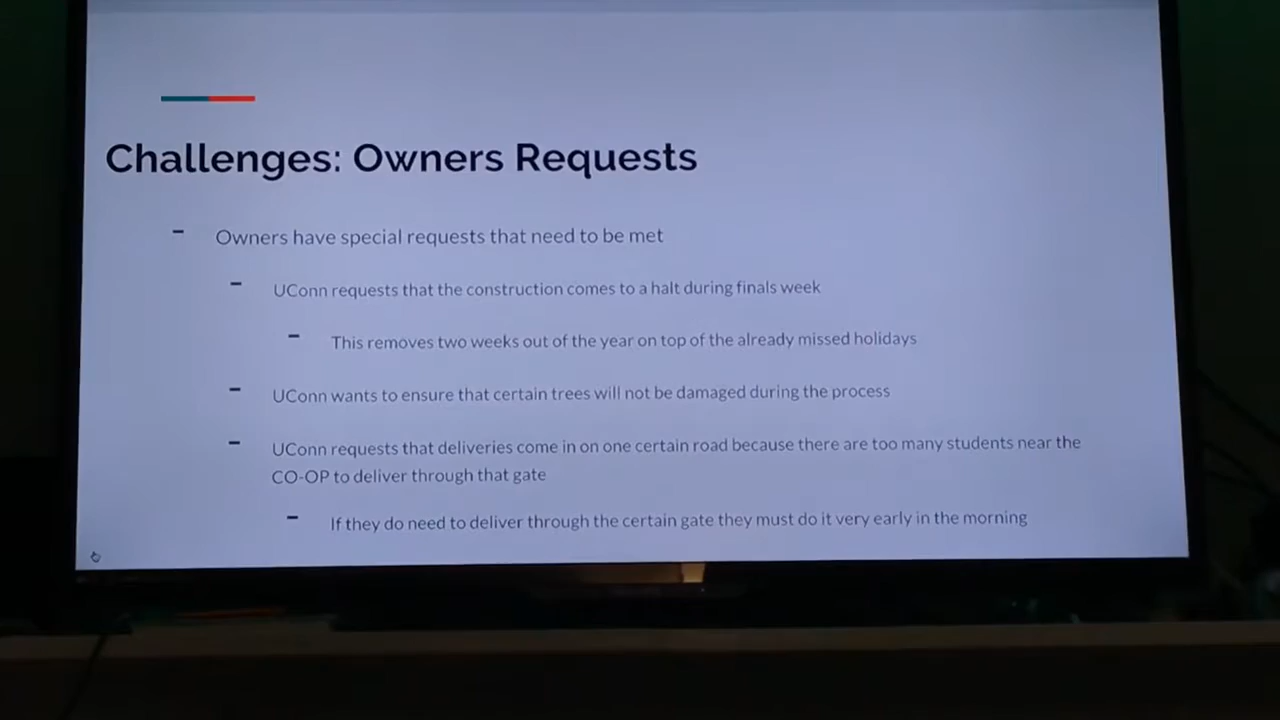 Challenges: Owners Requests
- Owners have special requests that need to be met
- UConn requests that the construction comes to a halt during finals week
- This removes two weeks out of the year on top of the already missed holidays
- UConn wants to ensure that certain trees will not be damaged during the process
- UConn requests that deliveries come in on one certain road because there are too many students near the
CO-OP to deliver through that gate
- If they do need to deliver through the certain gate they must do it very early in the morning